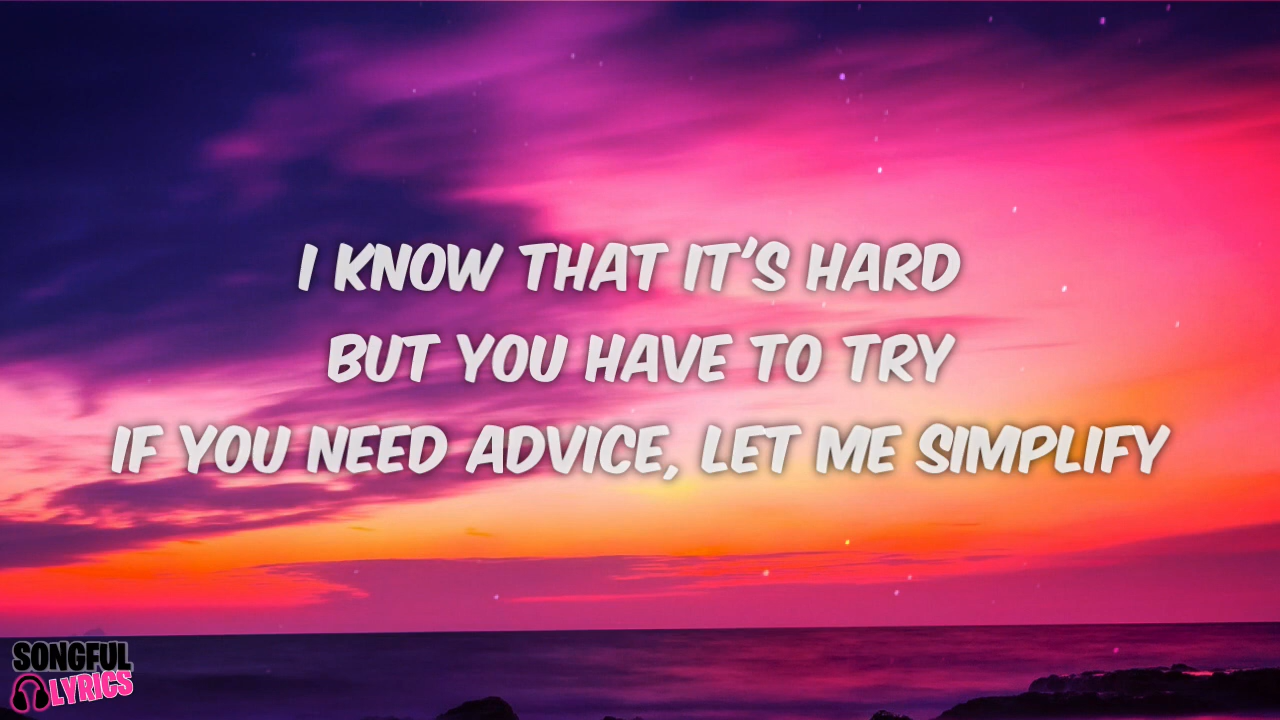 I KNOW THAT IT'S HARD
BUT YOU HAVE TO TRY
IF YOU NEED ADVICE, LET ME SIMPLIFY
SONGFUL
LYRICS